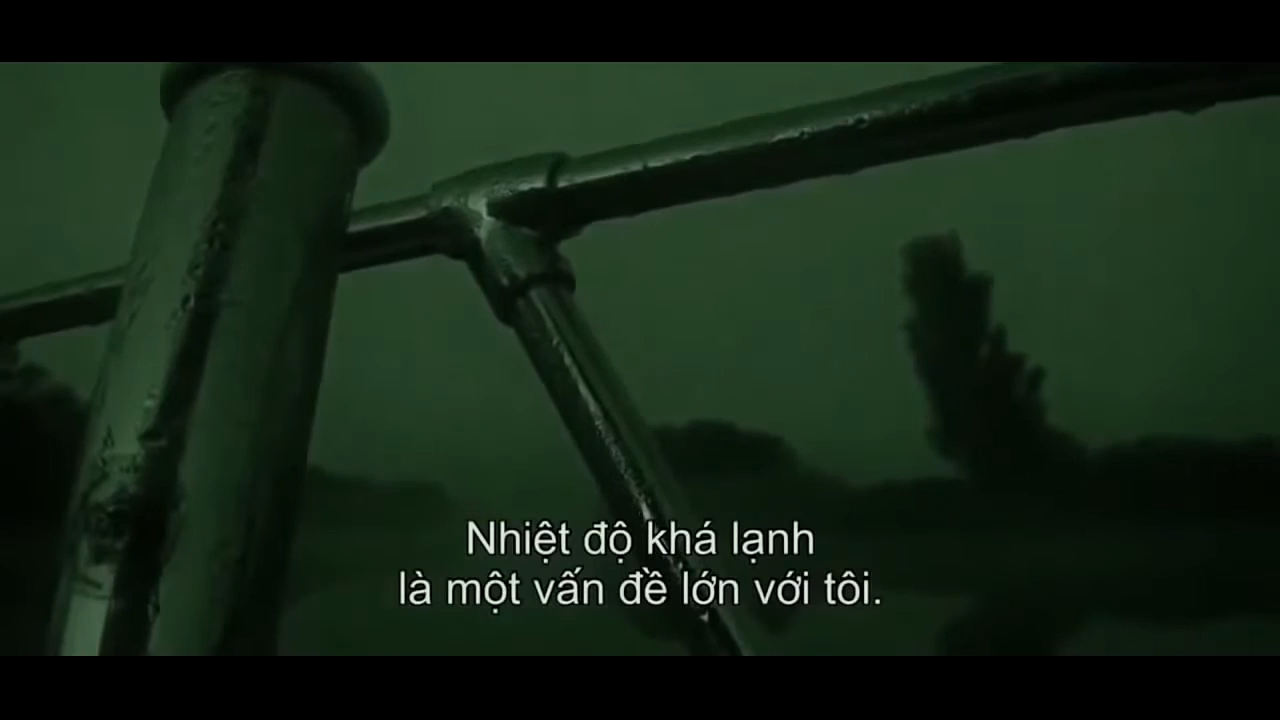 Nhiệt độ khá lạnh
là một vấn đề lớn với tôi.